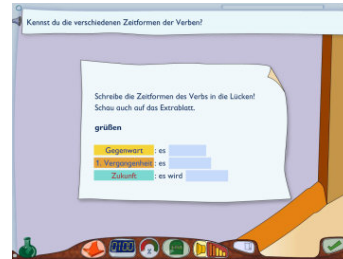 Kennst du die verschiedenen Zeitformen der Verben?
Schreibe die Zeitformen des Verbs in die Lücken!
Schau auch auf das Extrablatt.
grüßen
Gegenwart : es
1. Vergangenheit : es
Zukunft : es wird